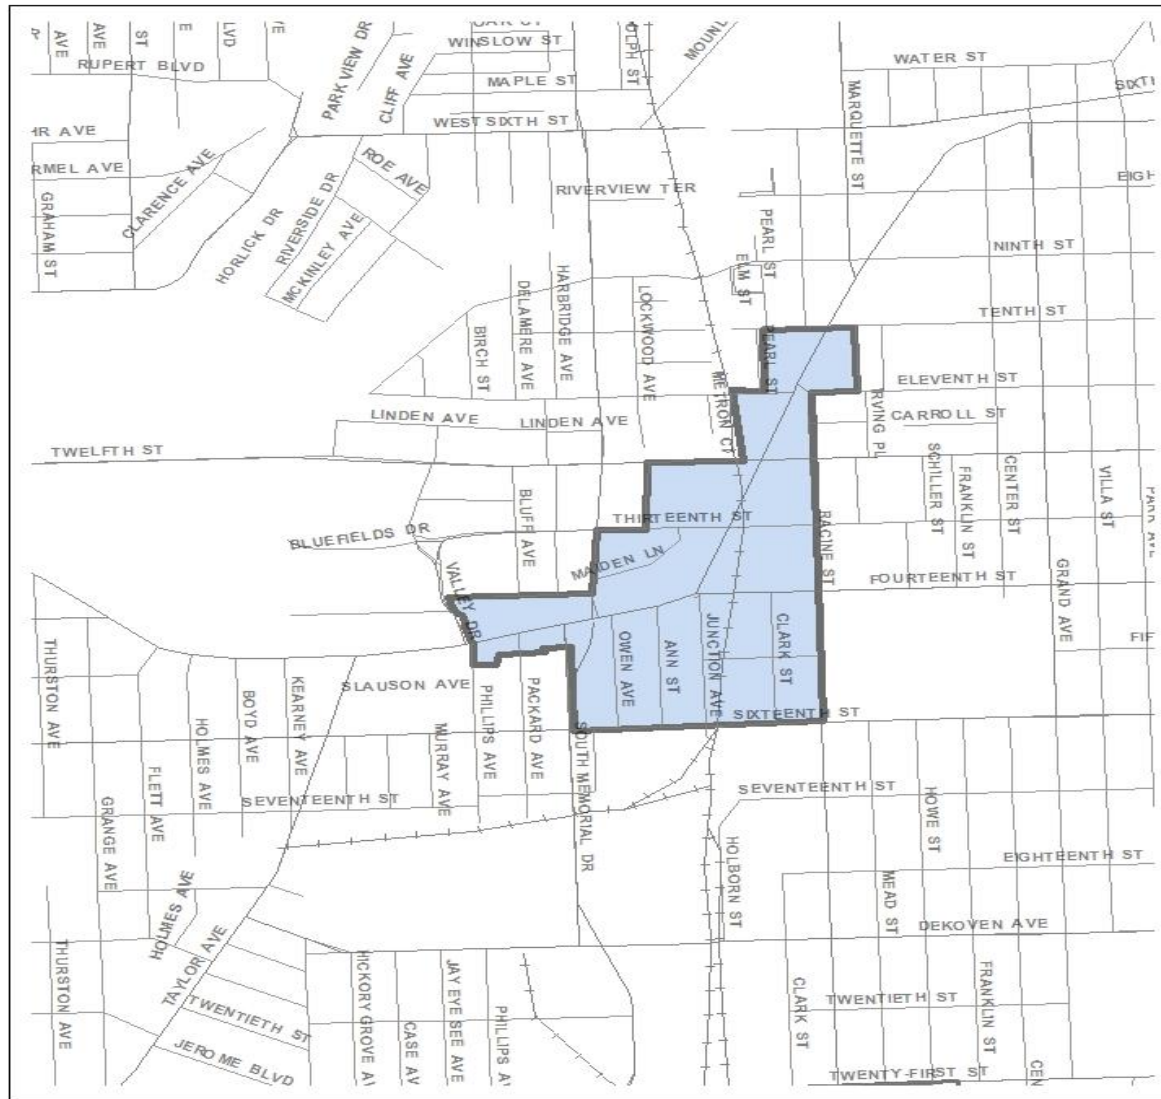 AVE
AVE
ST
LVD
WINSLOW ST
RUPERT BLVD
PARK VIEW DR
CLIFF AVE
MAPLE ST
WEST SIXTH ST
WATER ST
MARQUETTE ST
ROE AVE
CLARENCE AVE
GRAHAM ST
HORLICK DR
RIVERSIDE DR
MCKINLEY AVE
RIVERVIEW TER
PEARL ST
ELM ST
NINTH ST
HARBRIDGE AVE
DELAMERE AVE
BIRCH ST
LOCKWOOD AVE
TENTH ST
PEARL ST
METRON CT
ELEVENTH ST
CARROLL ST
LINDEN AVE
LINDEN AVE
TWELFTH ST
SCHILLER ST
FRANKLIN ST
CENTER ST
VILLA ST
PARK AVE
BLUFF AVE
THIRTEENTH ST
RACINE ST
BLUEFIELDS DR
MAIDEN LN
VALLEY DR
FOURTEENTH ST
GRAND AVE
OWEN AVE
ANN ST
JUNCTION AVE
CLARK ST
THURSTON AVE
SLAUSON AVE
KEARNEY AVE
BOYD AVE
HOLMES AVE
FLETT AVE
GRANGE AVE
MURRAY AVE
PHILLIPS AVE
PACKARD AVE
SOUTH MEMORIAL DR
SIXTEENTH ST
SEVENTEENTH ST
SEVENTEENTH ST
HOWE ST
HOLBORN ST
EIGHTEENTH ST
MEAD ST
DEKOVEN AVE
HOLMES AVE
TAYLOR AVE
THURSTON AVE
TWENTIETH ST
JEROME BLVD
HICKORY GROVE AV
CASE AV
JAY EYE SEE AVE
PHILLIPS AV
CLARK ST
TWENTIETH ST
FRANKLIN ST
CEN
TWENTY-FIRST ST